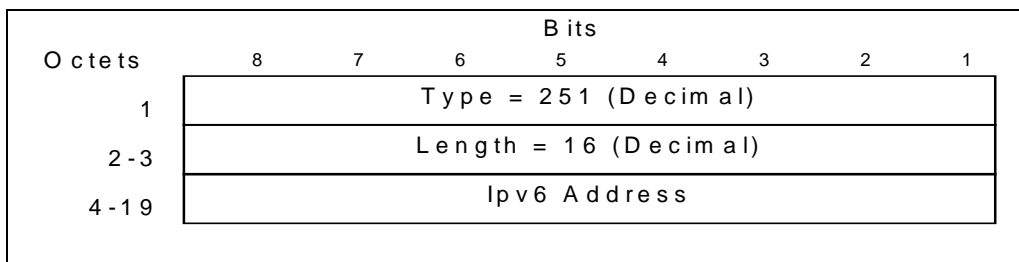 Bits
Octets 8 7 6 5 4 3 2 1
1 Type = 251 (Decimal)
2-3 Length = 16 (Decimal)
4-19 Ipv6 Address